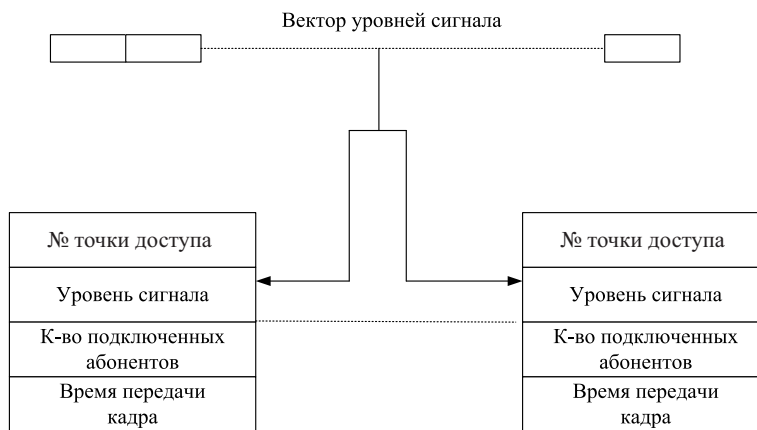 Вектор уровней сигнала
№ точки доступа
Уровень сигнала
К-во подключенных
абонентов
Время передачи
кадра
№ точки доступа
Уровень сигнала
К-во подключенных
абонентов
Время передачи
кадра